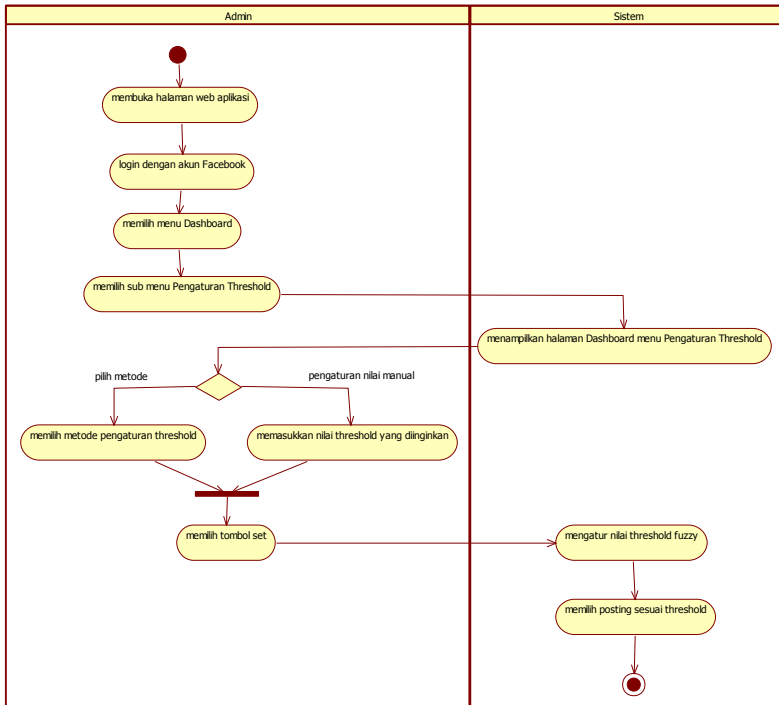 Admin
Sistem
membuka halaman web aplikasi
login dengan akun Facebook
memilih menu Dashboard
memilih sub menu Pengaturan Threshold
menampilkan halaman Dashboard menu Pengaturan Threshold
pilih metode
pengaturan nilai manual
memilih metode pengaturan threshold
memasukkan nilai threshold yang diinginkan
memilih tombol set
mengatur nilai threshold fuzzy
memilih posting sesuai threshold